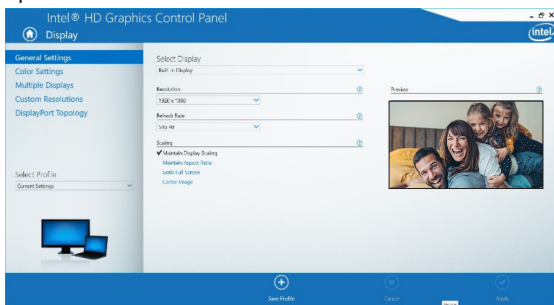 Intel® HD Graphics Control Panel
Display
intel
General Settings
Color Settings
Multiple Displays
Custom Resolutions
DisplayPort Topology
Select Profile
Current Settings
Select Display
Built-in Display
Resolution
1920 x 1080
Refresh Rate
Scaling
✔Maintain Display Scaling
Maintain Aspect Ratio
Scale Full Screen
Center Image
Preview
Save Profile
Cancel
Apply